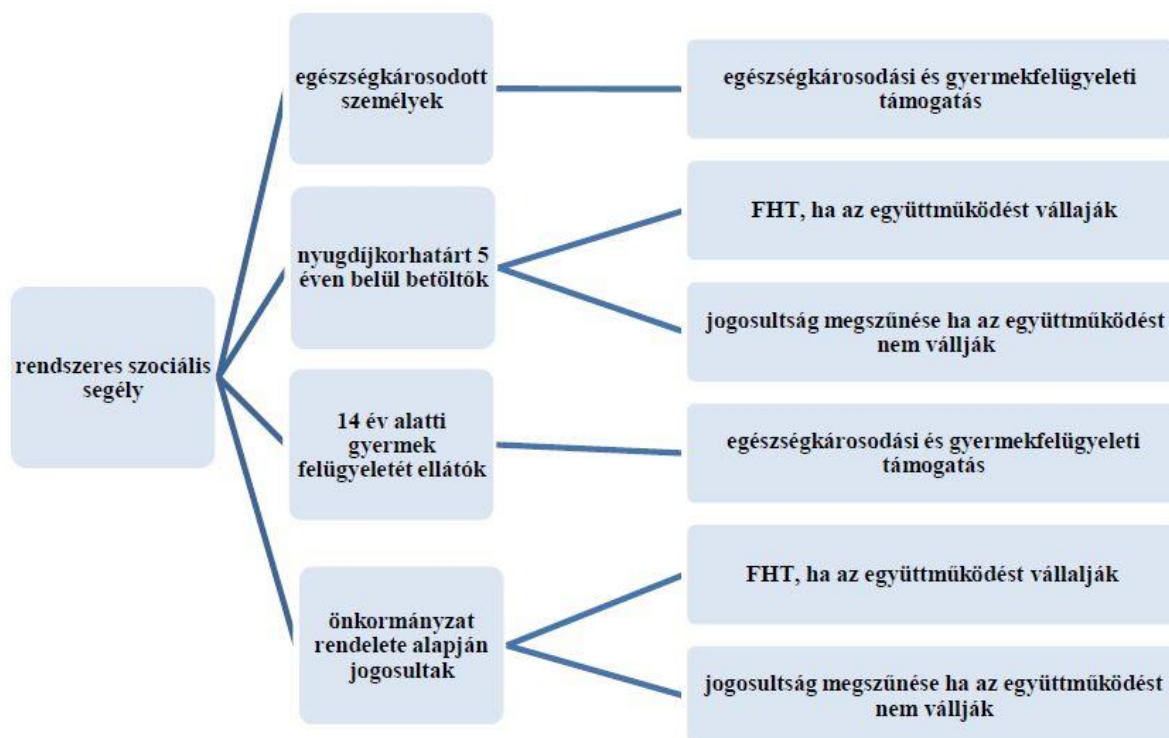 rendszeres szociális
segély
egészségkárosodott
személyek
egészségkárosodási és gyermekfelügyeleti
támogatás
nyugdíjkorhatárt 5
éven belül betöltők
FHT, ha az együttműködést vállaják
jogosultság megszűnése ha az együttműködést
nem vállják
14 év alatti
gyermek
felügyeletét ellátók
egészségkárosodási és gyermekfelügyeleti
támogatás
önkormányzat
rendelete alapján
jogosultak
FHT, ha az együttműködést vállalják
jogosultság megszűnése ha az együttműködést
nem vállják